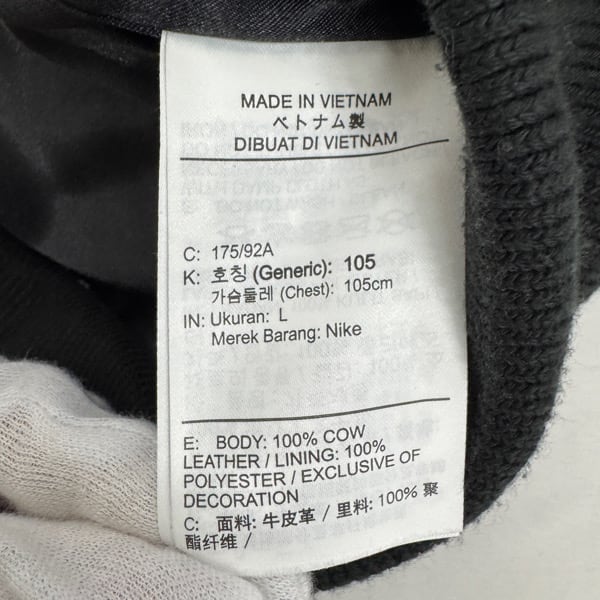 MADE IN VIETNAM
ベトナム製
DIBUAT DI VIETNAM
C: 175/92A
K: 호칭 (Generic): 105
가슴둘레 (Chest): 105cm
IN: Ukuran: L
Merek Barang: Nike
E: BODY: 100% COW
LEATHER / LINING: 100%
POLYESTER / EXCLUSIVE OF
DECORATION
C: 面料: 牛皮革 / 里料: 100% 聚
酯纤维 /